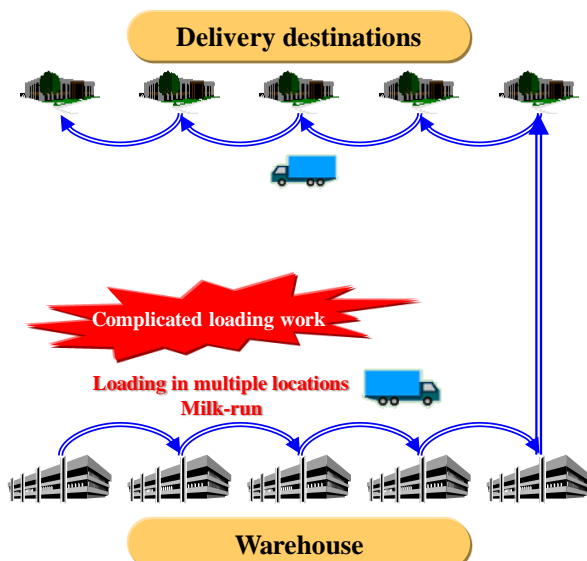 Delivery destinations
Complicated loading work
Loading in multiple locations
Milk-run
Warehouse